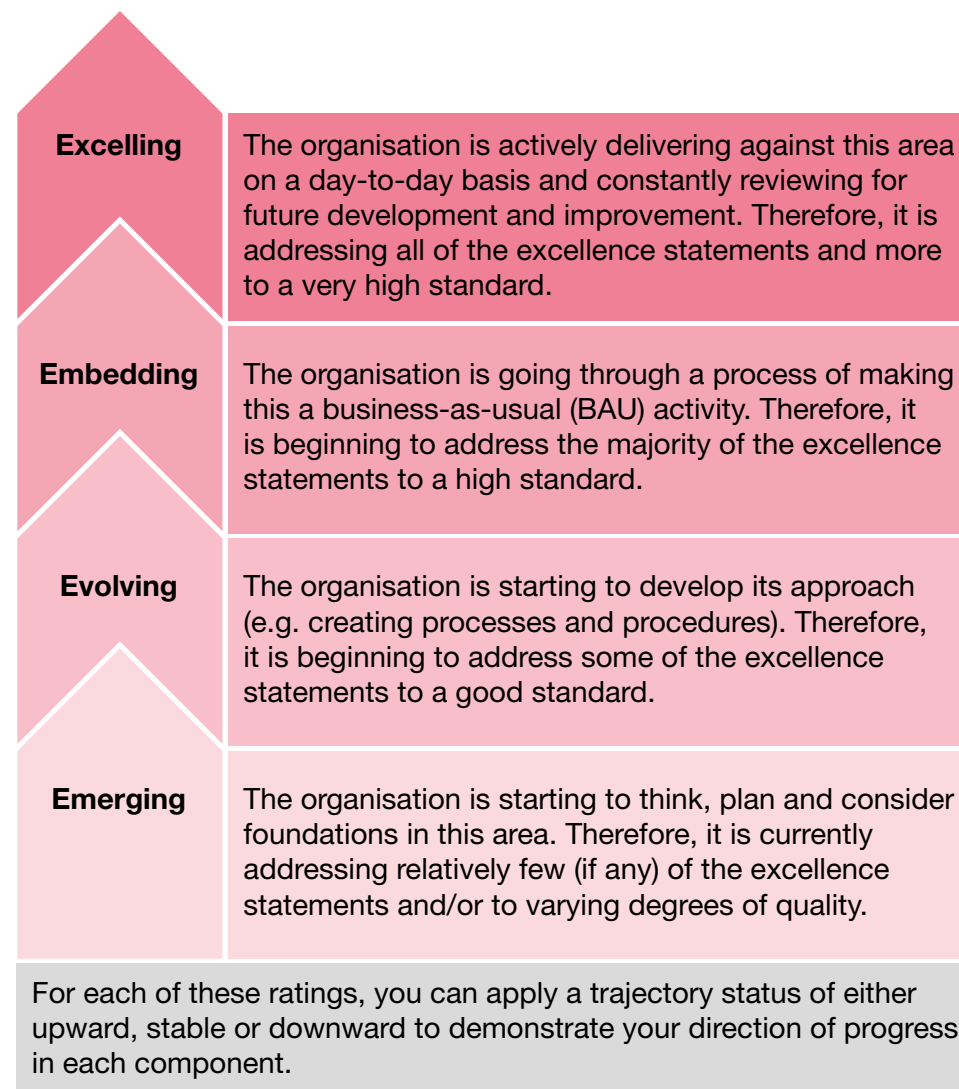 Excelling
The organisation is actively delivering against this area
on a day-to-day basis and constantly reviewing for
future development and improvement. Therefore, it is
addressing all of the excellence statements and more
to a very high standard.
Embedding
The organisation is going through a process of making
this a business-as-usual (BAU) activity. Therefore, it
is beginning to address the majority of the excellence
statements to a high standard.
Evolving
The organisation is starting to develop its approach
(e.g. creating processes and procedures). Therefore,
it is beginning to address some of the excellence
statements to a good standard.
Emerging
The organisation is starting to think, plan and consider
foundations in this area. Therefore, it is currently
addressing relatively few (if any) of the excellence
statements and/or to varying degrees of quality.
For each of these ratings, you can apply a trajectory status of either
upward, stable or downward to demonstrate your direction of progress
in each component.